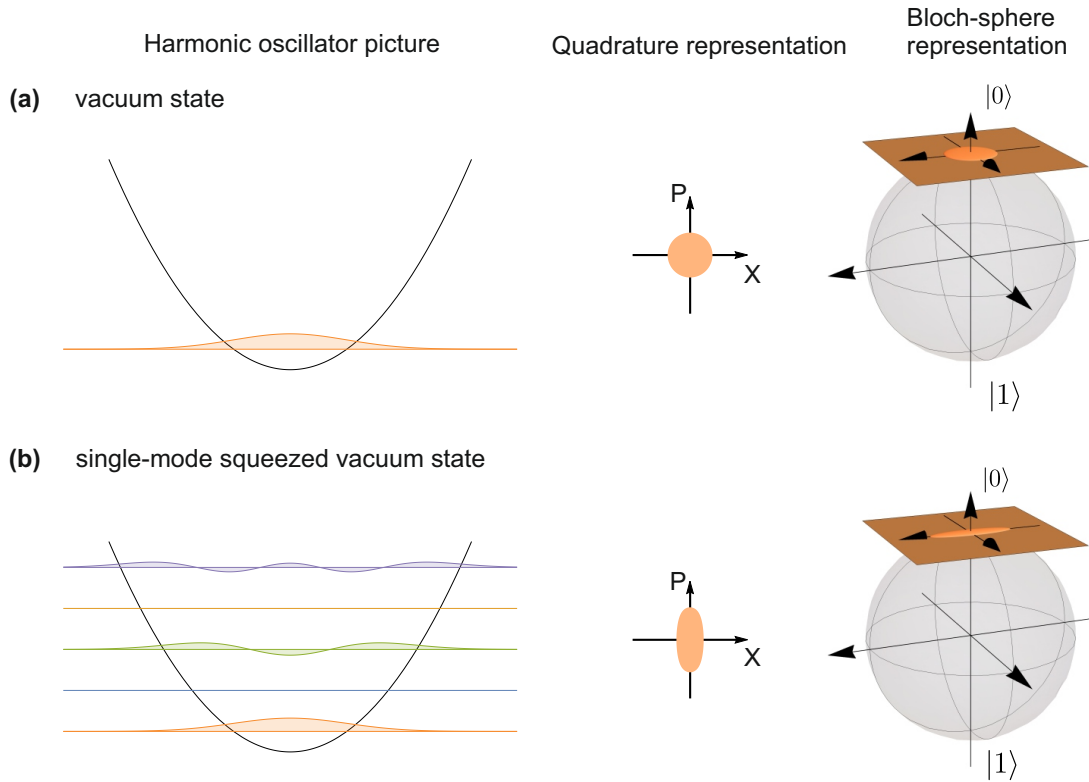 Harmonic oscillator picture
Quadrature representation
Bloch-sphere
representation
(a) vacuum state
|0⟩
P
X
|1⟩
(b) single-mode squeezed vacuum state
|0⟩
P
X
|1⟩